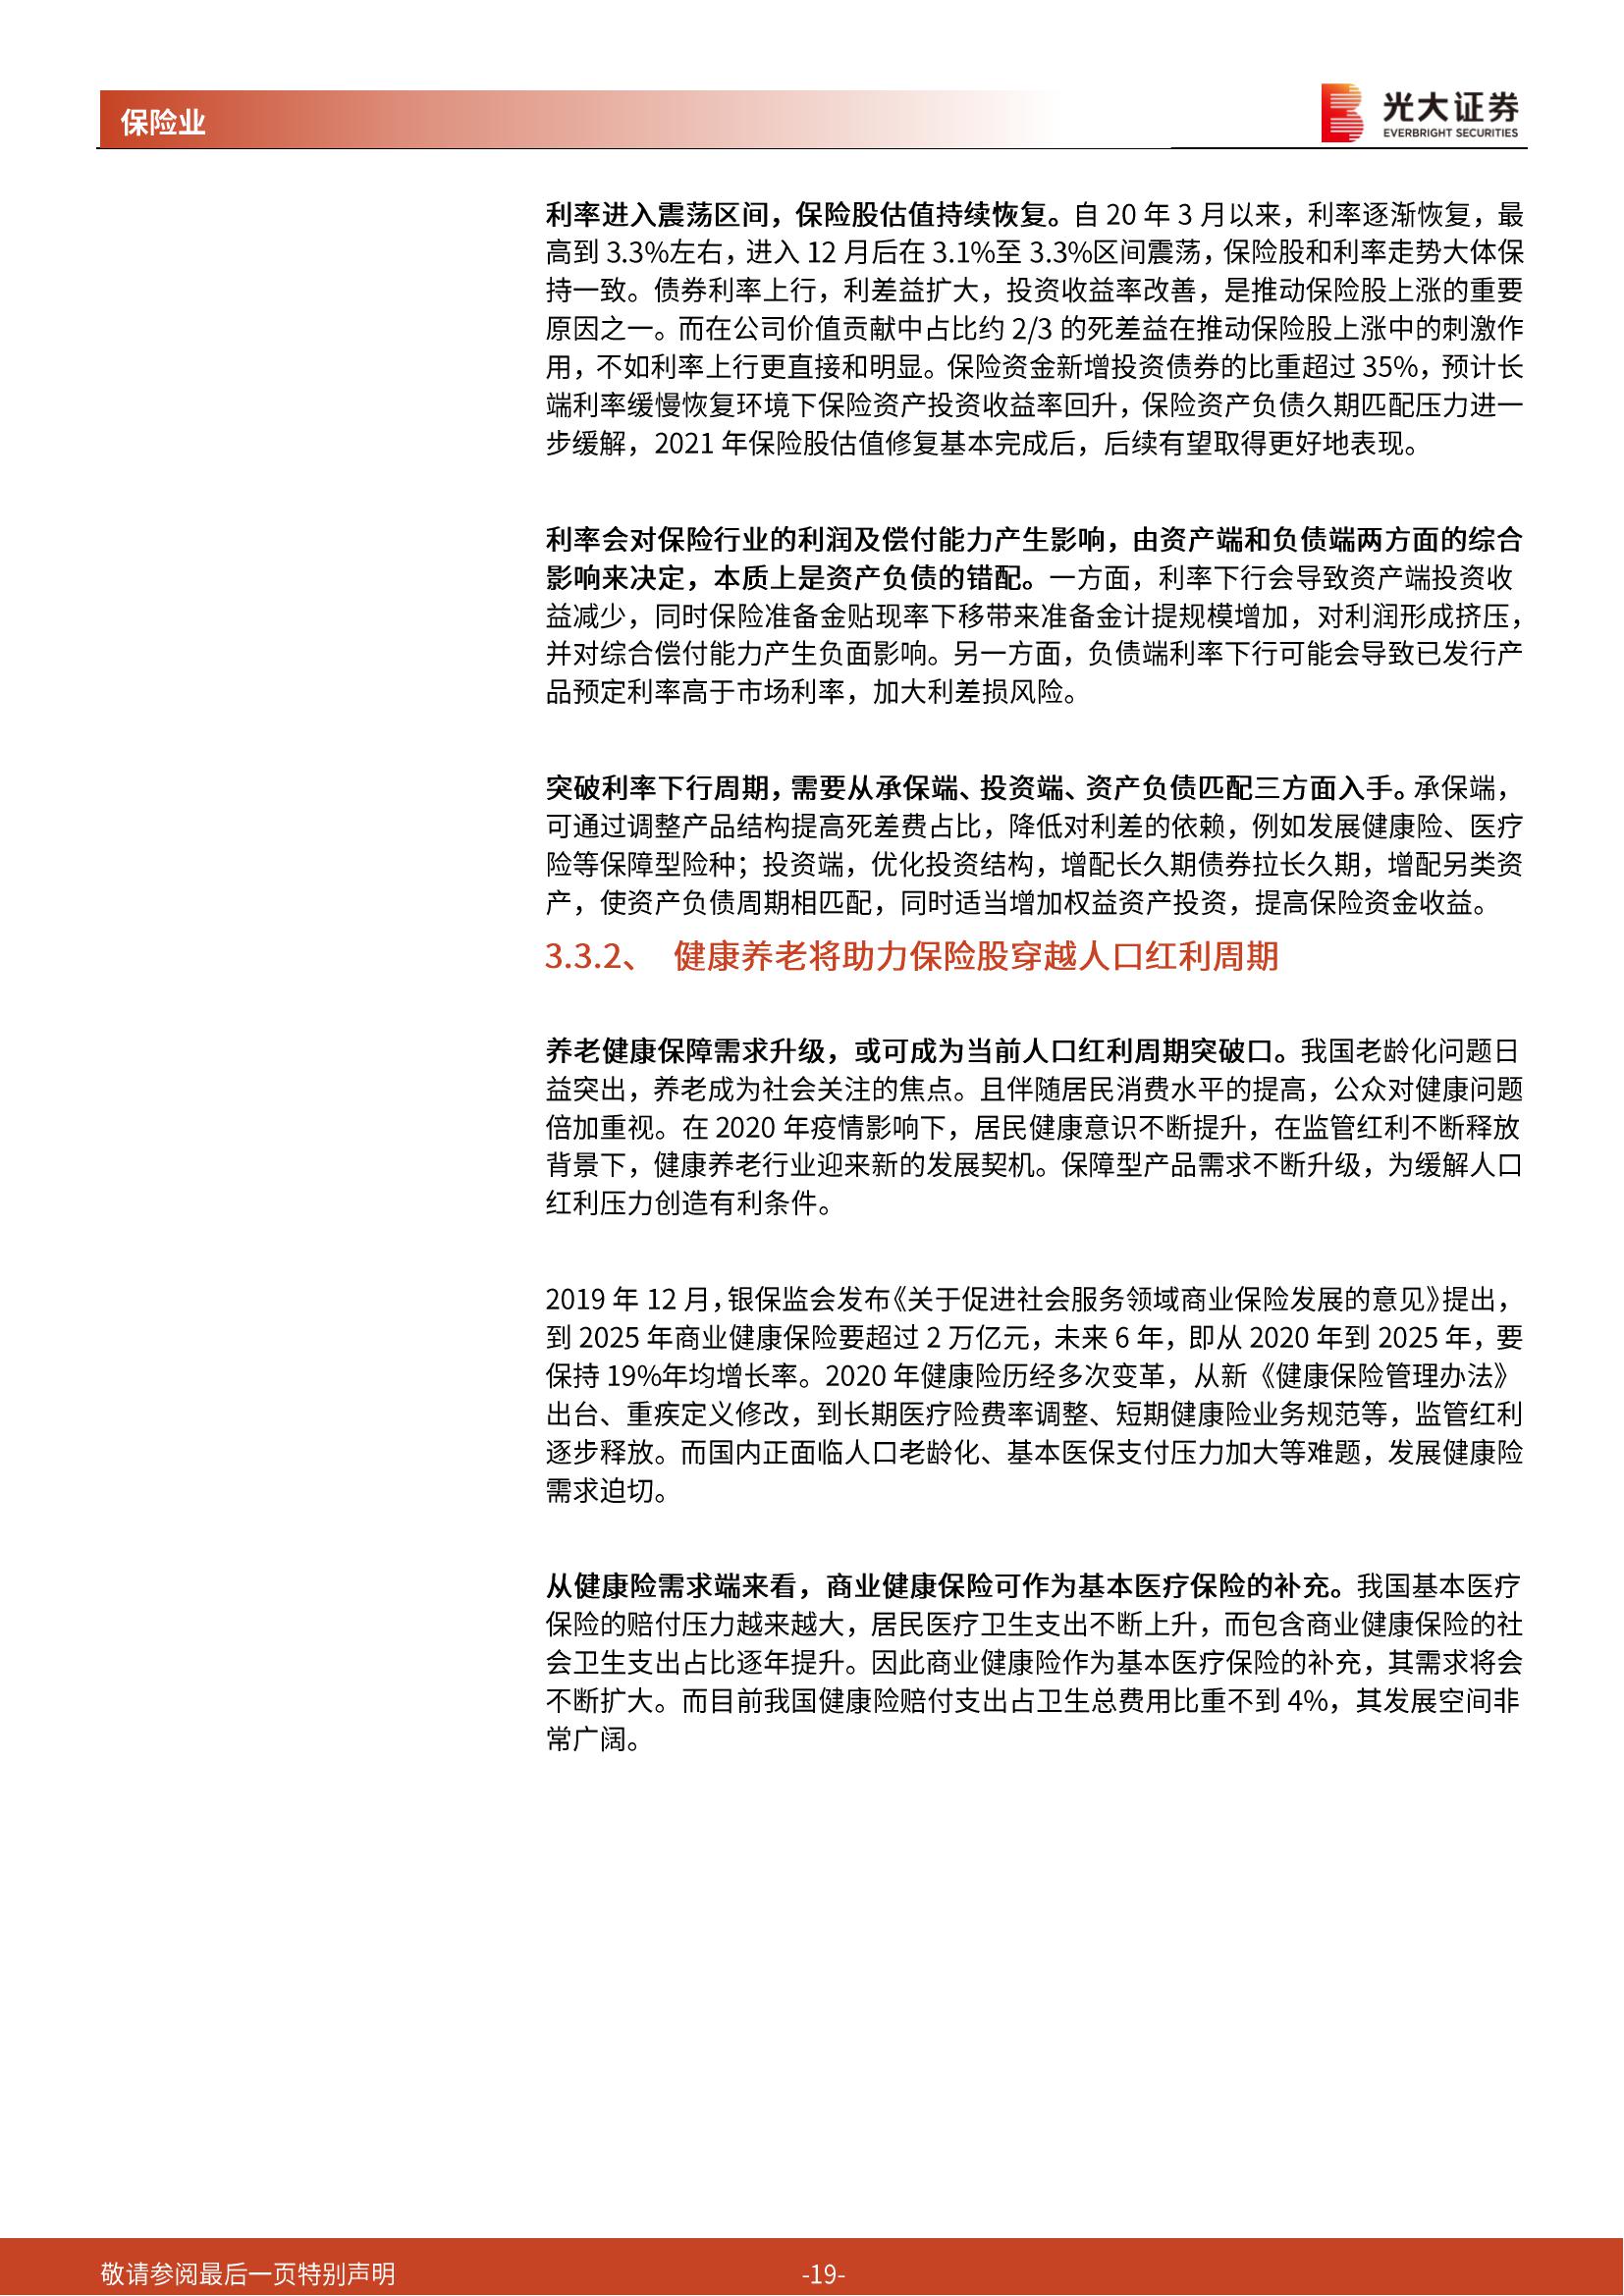 保险业
光大证券
EVERBRIGHT SECURITIES
利率进入震荡区间，保险股估值持续恢复。自 20 年 3 月以来，利率逐渐恢复，最
高到 3.3%左右，进入 12 月后在 3.1%至 3.3%区间震荡，保险股和利率走势大体保
持一致。债券利率上行，利差益扩大，投资收益率改善，是推动保险股上涨的重要
原因之一。而在公司价值贡献中占比约 2/3 的死差益在推动保险股上涨中的刺激作
用，不如利率上行更直接和明显。保险资金新增投资债券的比重超过 35%，预计长
端利率缓慢恢复环境下保险资产投资收益率回升，保险资产负债久期匹配压力进一
步缓解，2021 年保险股估值修复基本完成后，后续有望取得更好地表现。
利率会对保险行业的利润及偿付能力产生影响，由资产端和负债端两方面的综合
影响来决定，本质上是资产负债的错配。一方面，利率下行会导致资产端投资收
益减少，同时保险准备金贴现率下移带来准备金计提规模增加，对利润形成挤压，
并对综合偿付能力产生负面影响。另一方面，负债端利率下行可能会导致已发行产
品预定利率高于市场利率，加大利差损风险。
突破利率下行周期，需要从承保端、投资端、资产负债匹配三方面入手。承保端，
可通过调整产品结构提高死差费占比，降低对利差的依赖，例如发展健康险、医疗
险等保障型险种；投资端，优化投资结构，增配长久期债券拉长久期，增配另类资
产，使资产负债周期相匹配，同时适当增加权益资产投资，提高保险资金收益。
3.3.2、 健康养老将助力保险股穿越人口红利周期
养老健康保障需求升级，或可成为当前人口红利周期突破口。我国老龄化问题日
益突出，养老成为社会关注的焦点。且伴随居民消费水平的提高，公众对健康问题
倍加重视。在 2020 年疫情影响下，居民健康意识不断提升，在监管红利不断释放
背景下，健康养老行业迎来新的发展契机。保障型产品需求不断升级，为缓解人口
红利压力创造有利条件。
2019 年 12 月，银保监会发布《关于促进社会服务领域商业保险发展的意见》提出，
到 2025 年商业健康保险要超过 2 万亿元，未来 6 年，即从 2020 年到 2025 年，要
保持 19%年均增长率。2020 年健康险历经多次变革，从新《健康保险管理办法》
出台、重疾定义修改，到长期医疗险费率调整、短期健康险业务规范等，监管红利
逐步释放。而国内正面临人口老龄化、基本医保支付压力加大等难题，发展健康险
需求迫切。
从健康险需求端来看，商业健康保险可作为基本医疗保险的补充。我国基本医疗
保险的赔付压力越来越大，居民医疗卫生支出不断上升，而包含商业健康保险的社
会卫生支出占比逐年提升。因此商业健康险作为基本医疗保险的补充，其需求将会
不断扩大。而目前我国健康险赔付支出占卫生总费用比重不到 4%，其发展空间非
常广阔。
敬请参阅最后一页特别声明
-19-